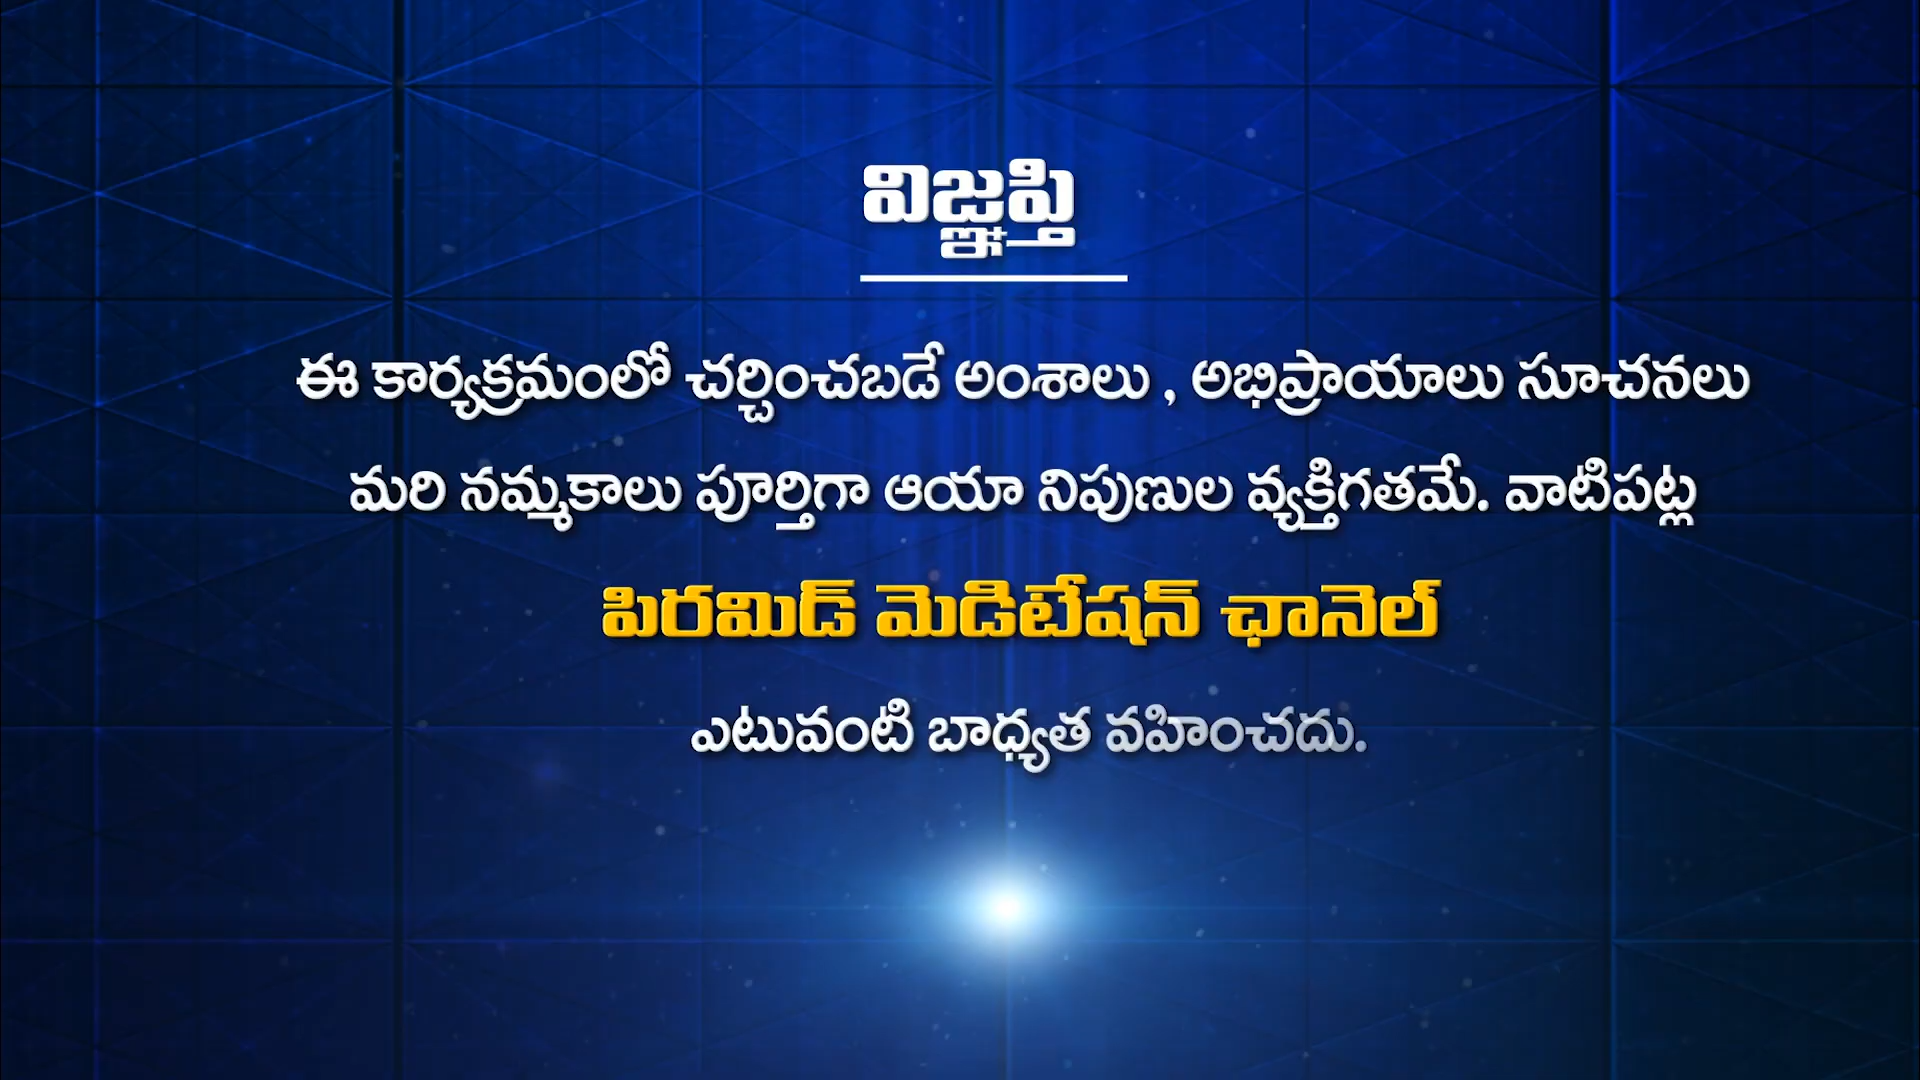 విజ్ఞప్తి
ఈ కార్యక్రమంలో చర్చించబడే అంశాలు , అభిప్రాయాలు సూచనలు
మరి నమ్మకాలు పూర్తిగా ఆయా నిపుణుల వ్యక్తిగతమే. వాటిపట్ల
పిరమిడ్ మెడిటేషన్ ఛానెల్
ఎటువంటి బాధ్యత వహించదు.